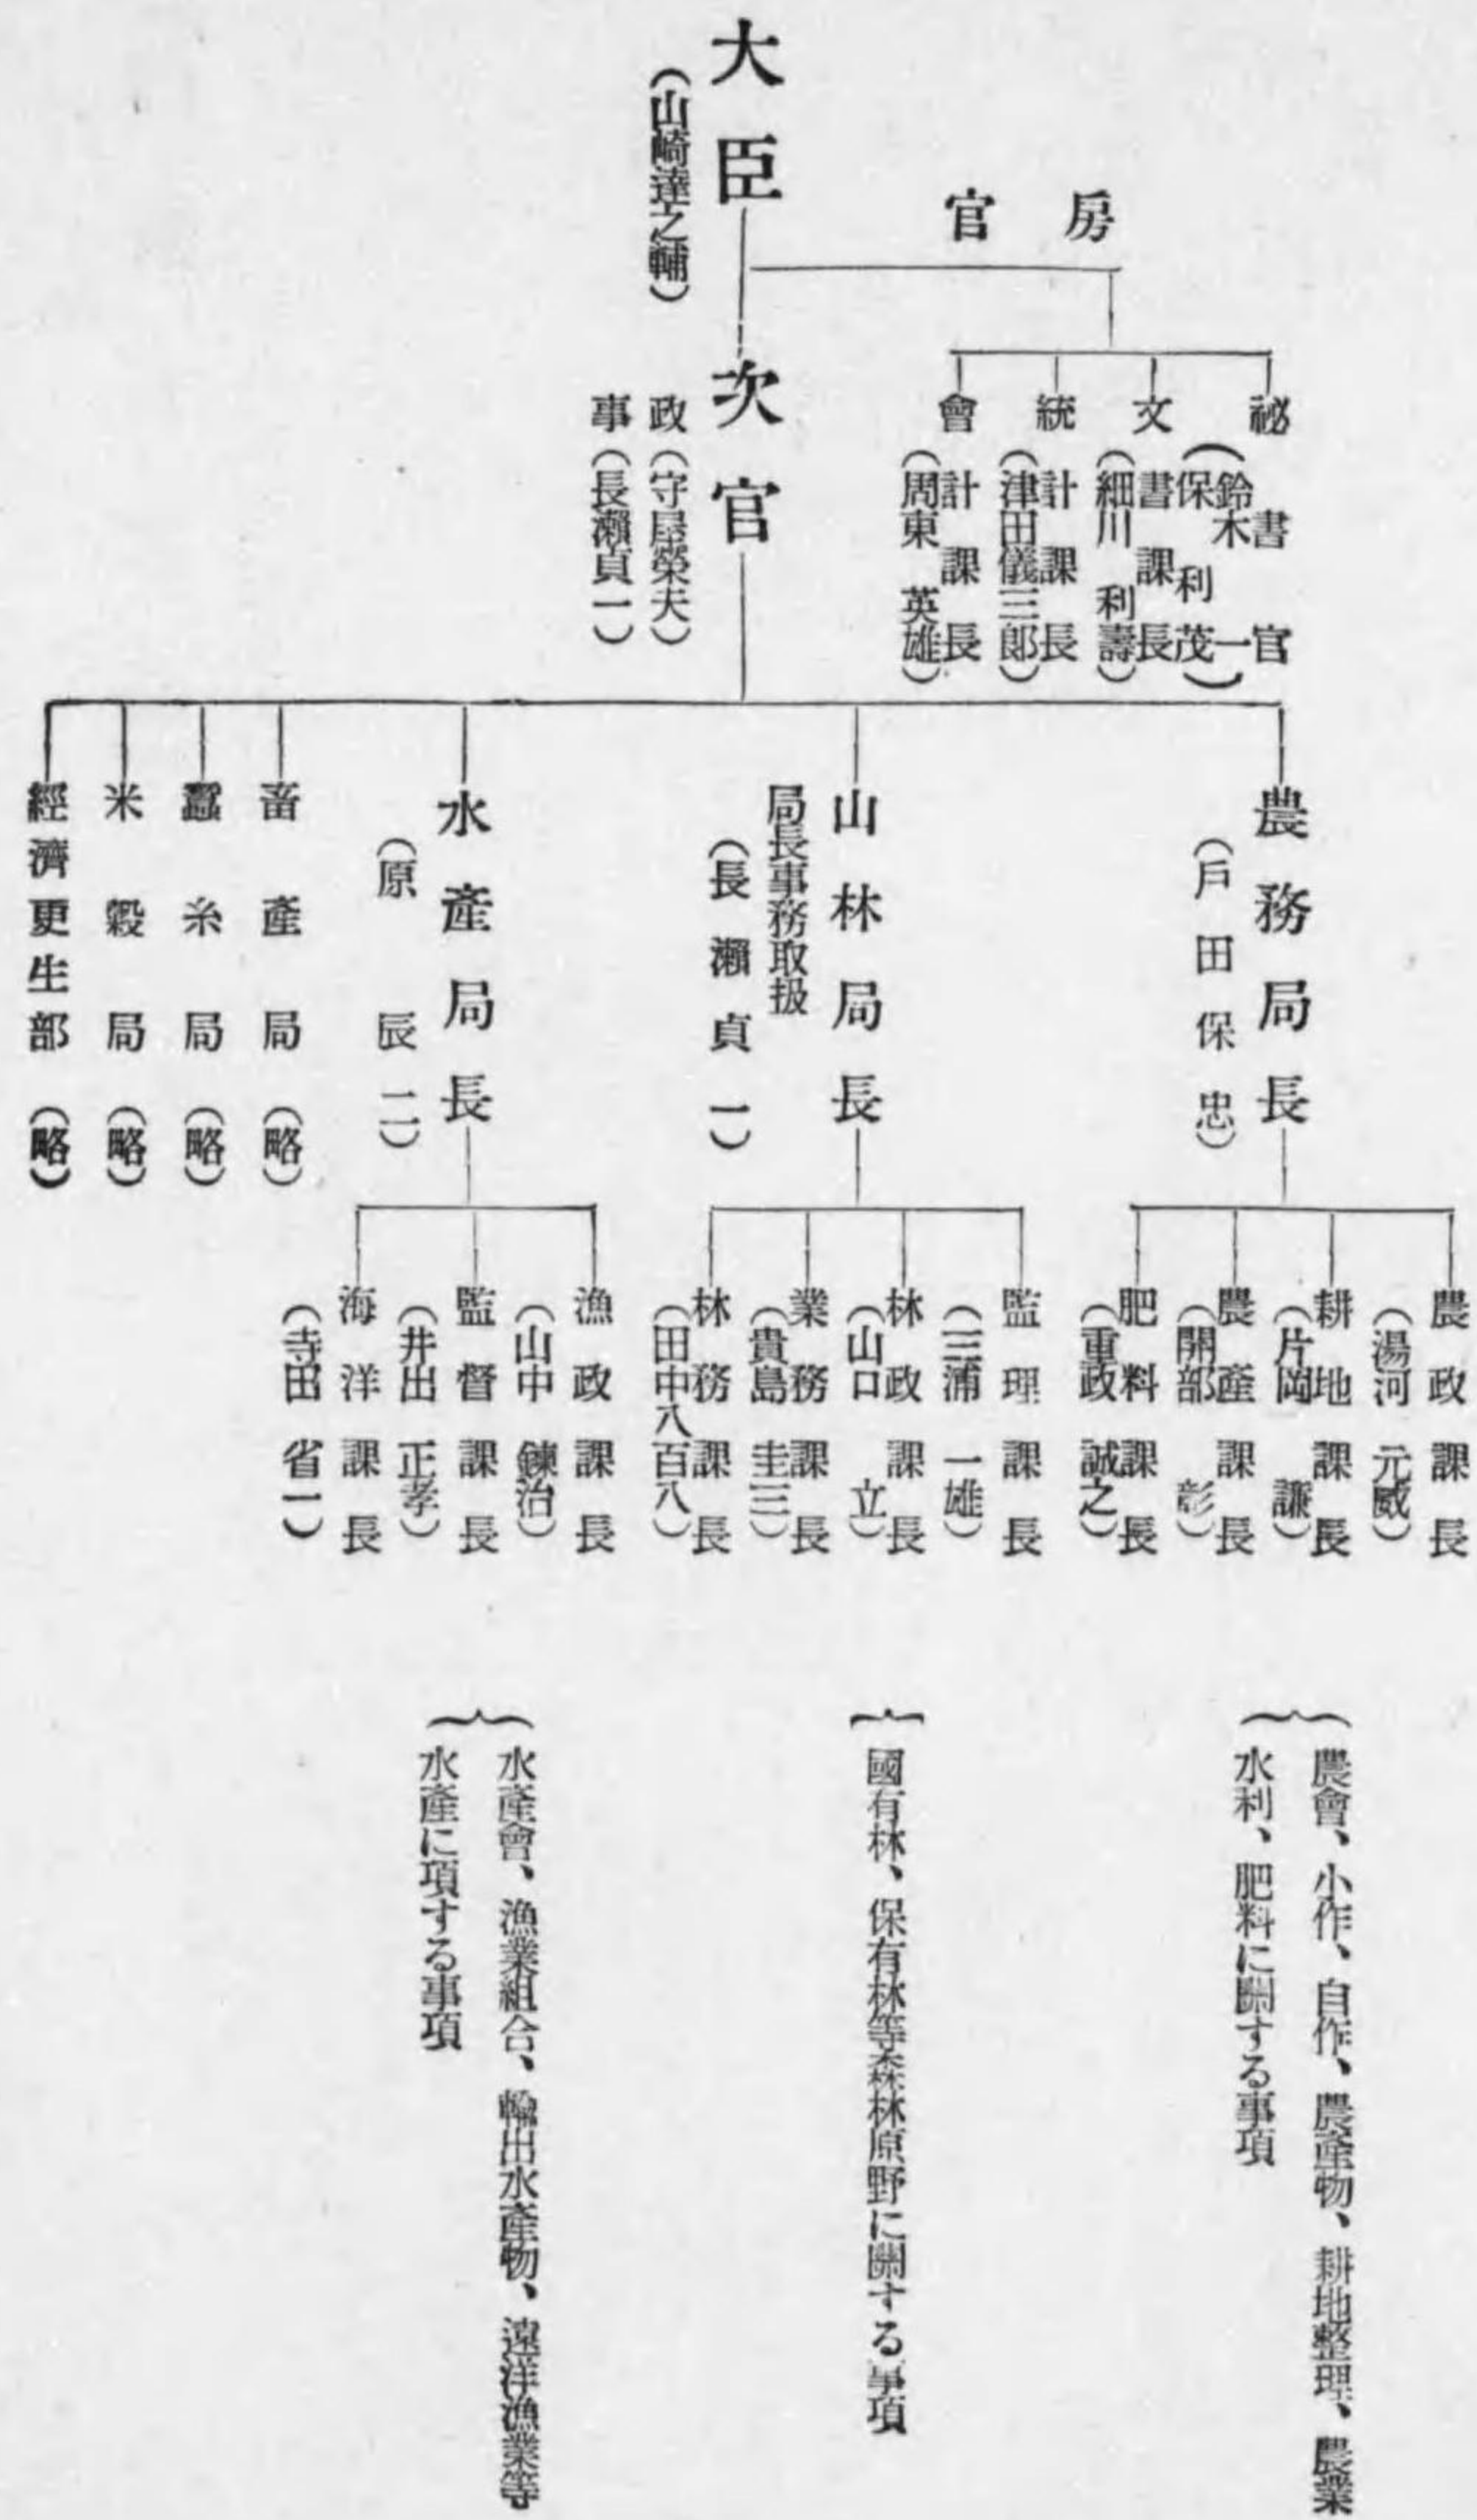 大臣
(山崎達之輔)
官房
祕書官
(鈴木一
保利茂)
文書課長
(細川利壽)
統計課長
(津田儀三郞)
會計課長
(周東英雄)
次官
政(守屋榮夫)
事(長瀨貞一)
農務局長
(戶田保忠)
農政課長
(湯河元威)
耕地課長
(片岡謙)
農產課長
(開部彰)
肥料課長
(重政誠之)
農會、小作、自作、農產物、耕地整理、農業
水利、肥料に關する事項
山林局長
局長事務取扱
(長瀨貞一)
監理課長
(三浦一雄)
林政課長
(山口立)
業務課長
(貴島圭三)
林務課長
(田中八百八)
國有林、保有林等森林原野に關する事項
水產局長
(原辰二)
漁政課長
(山中鍊治)
監督課長
(井出正孝)
海洋課長
(寺田省一)
水產會、漁業組合、輸出水產物、遠洋漁業等
水產に項する事項
畜產局(略)
蠶糸局(略)
米穀局(略)
經濟更生部(略)